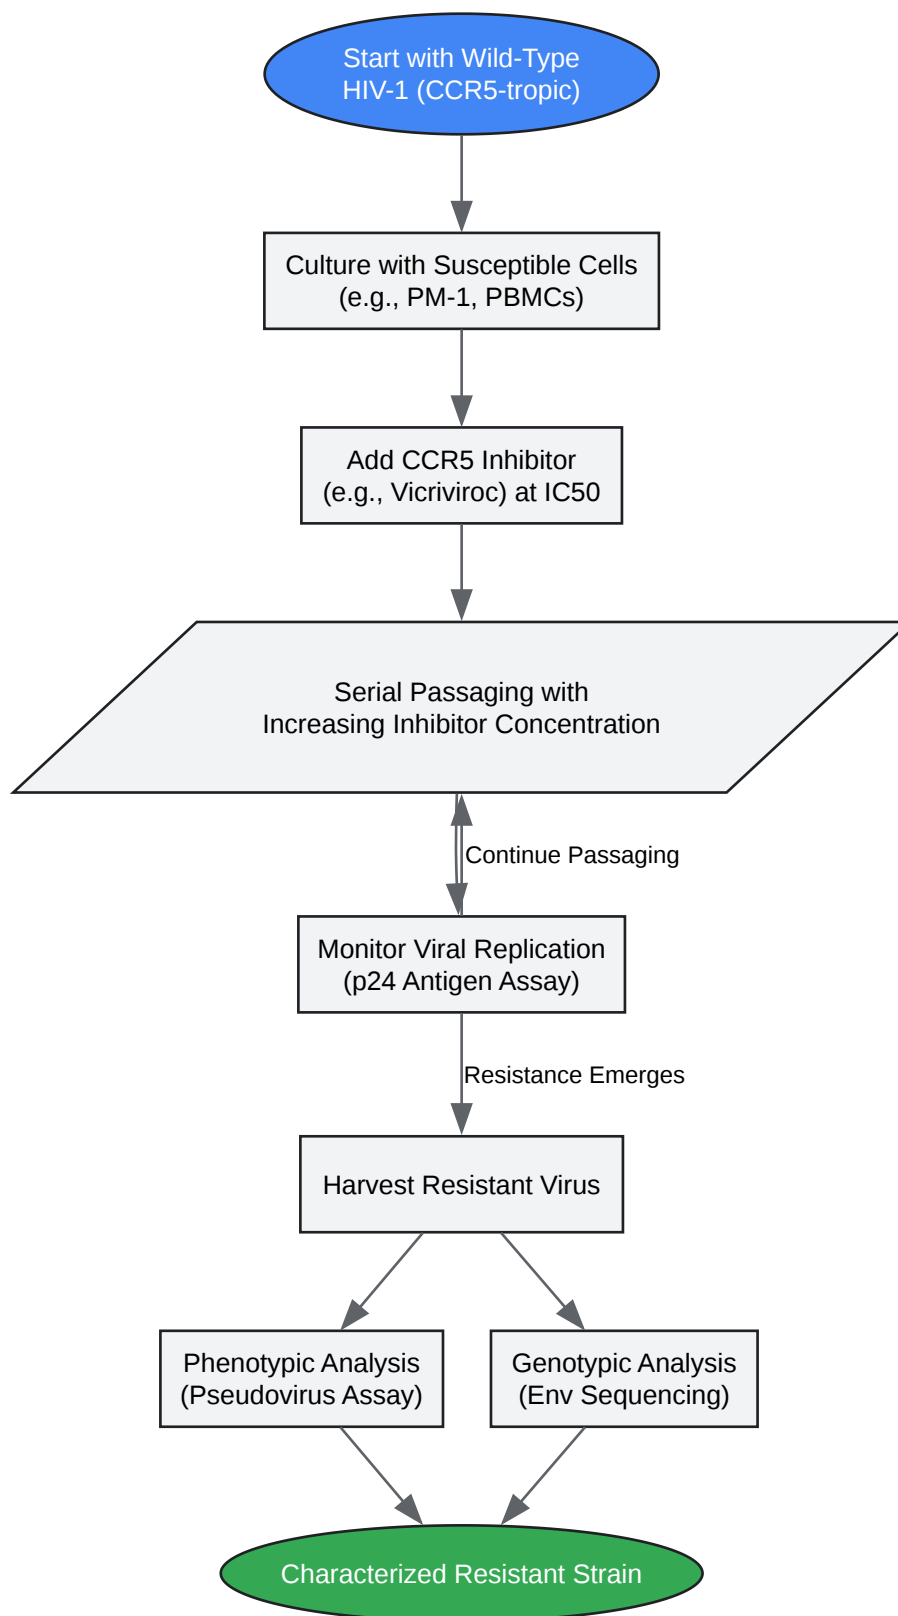 Start with Wild-Type
HIV-1 (CCR5-tropic)
Culture with Susceptible Cells
(e.g., PM-1, PBMCs)
Add CCR5 Inhibitor
(e.g., Vicriviroc) at IC50
Serial Passaging with
Increasing Inhibitor Concentration
Continue Passaging
Monitor Viral Replication
(p24 Antigen Assay)
Resistance Emerges
Harvest Resistant Virus
Phenotypic Analysis
(Pseudovirus Assay)
Genotypic Analysis
(Env Sequencing)
Characterized Resistant Strain